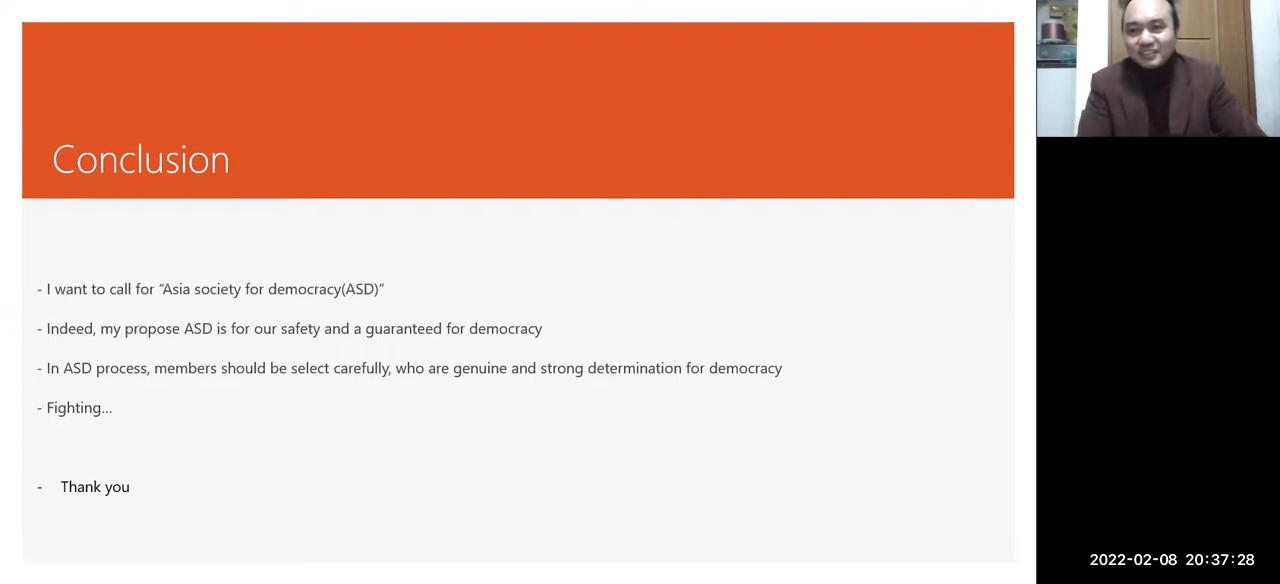 Conclusion
- I want to call for “Asia society for democracy(ASD)”
- Indeed, my propose ASD is for our safety and a guaranteed for democracy
- In ASD process, members should be select carefully, who are genuine and strong determination for democracy
- Fighting...
- Thank you
2022-02-08 20:37:28